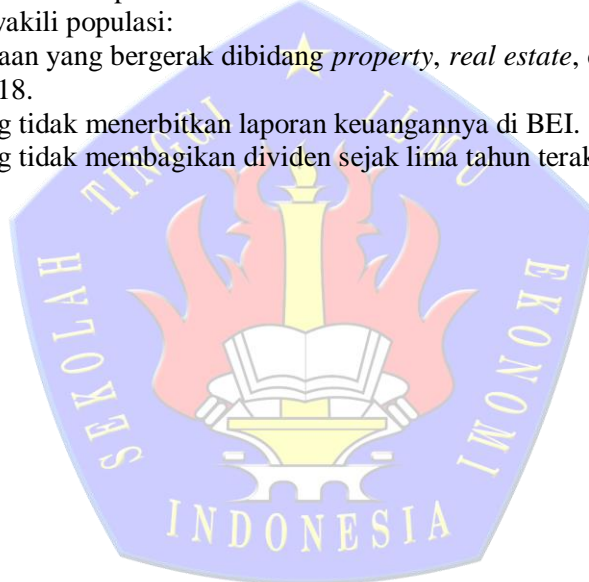 yakili populasi:
aan yang bergerak dibidang property, real estate,
18.
g tidak menerbitkan laporan keuangannya di BEI.
g tidak membagikan dividen sejak lima tahun terak
SEKOLAH TINGGI ILMU EKONOMI
INDONESIA